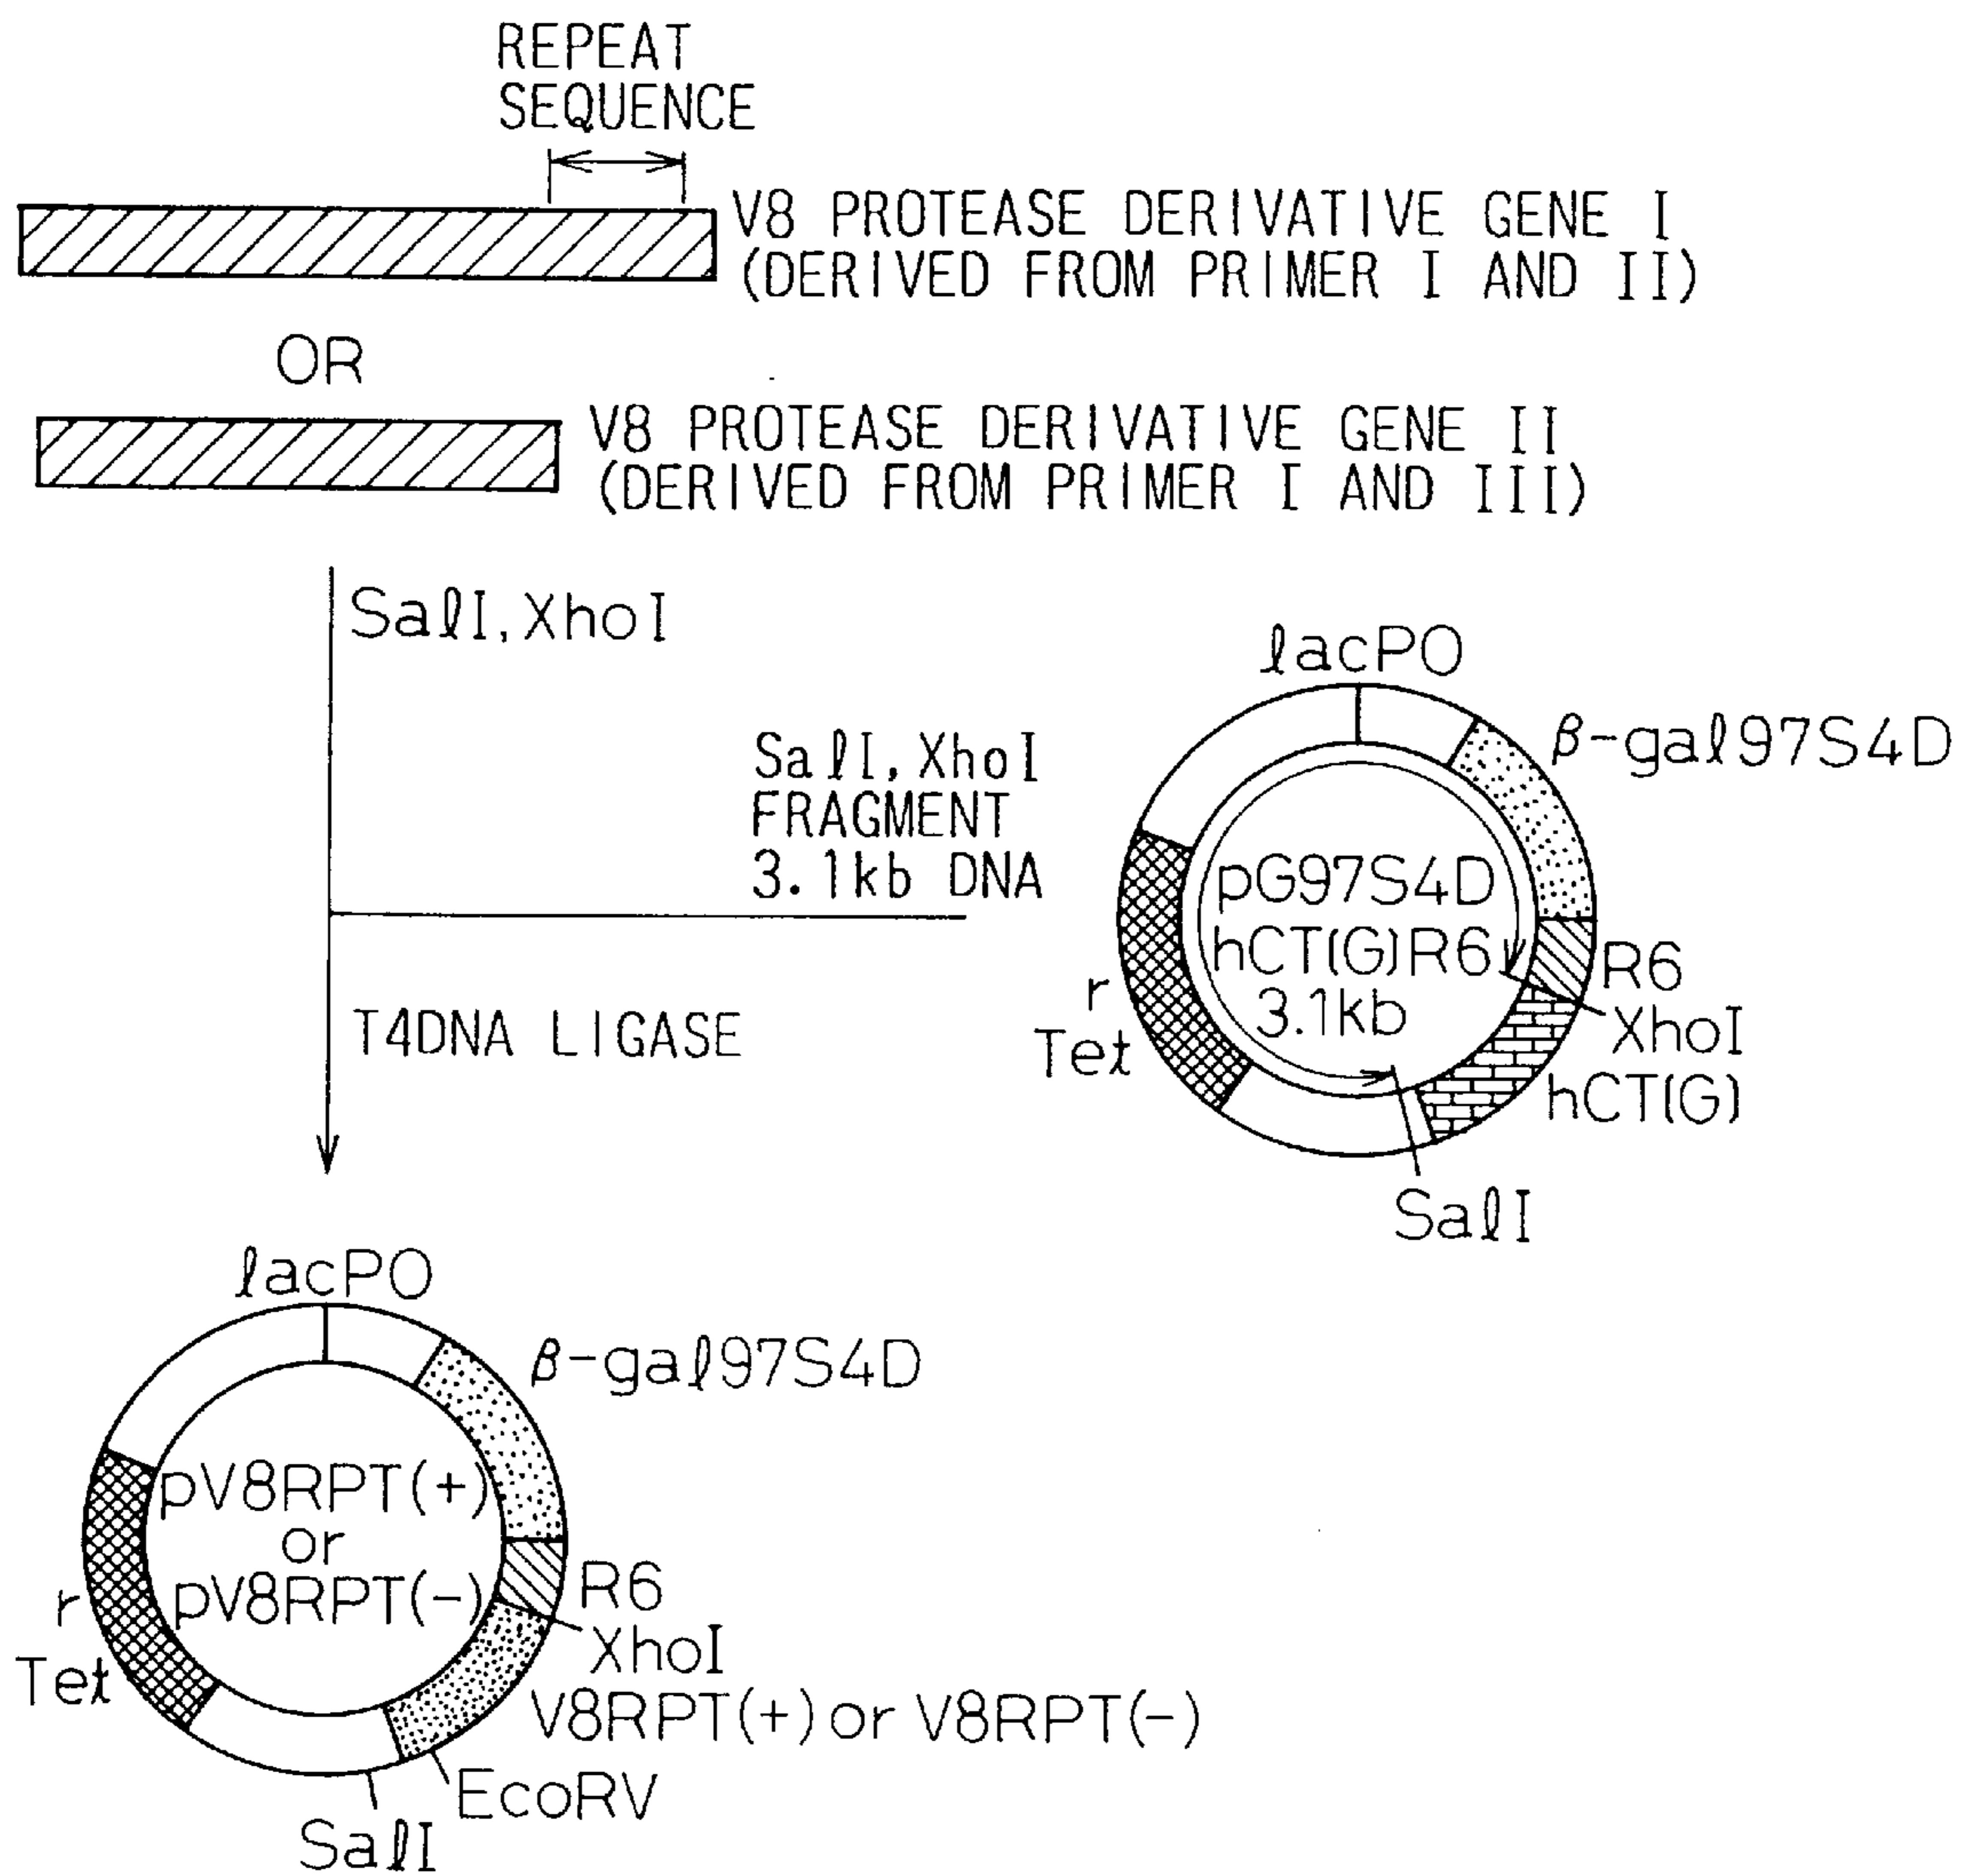 REPEAT
SEQUENCE
V8 PROTEASE DERIVATIVE GENE I
(DERIVED FROM PRIMER I AND II)
OR
V8 PROTEASE DERIVATIVE GENE II
(DERIVED FROM PRIMER I AND III)
SalI, XhoI
lacPO
β-gal97S4D
SalI, XhoI
FRAGMENT
3.1kb DNA
pG97S4D
hCT(G)R6
3.1kb
R6
XhoI
hCT(G)
r
Tet
SalI
T4DNA LIGASE
lacPO
β-gal97S4D
pV8RPT(+)
or
pV8RPT(-)
R6
XhoI
r
Tet
V8RPT(+) or V8RPT(-)
EcoRV
SalI